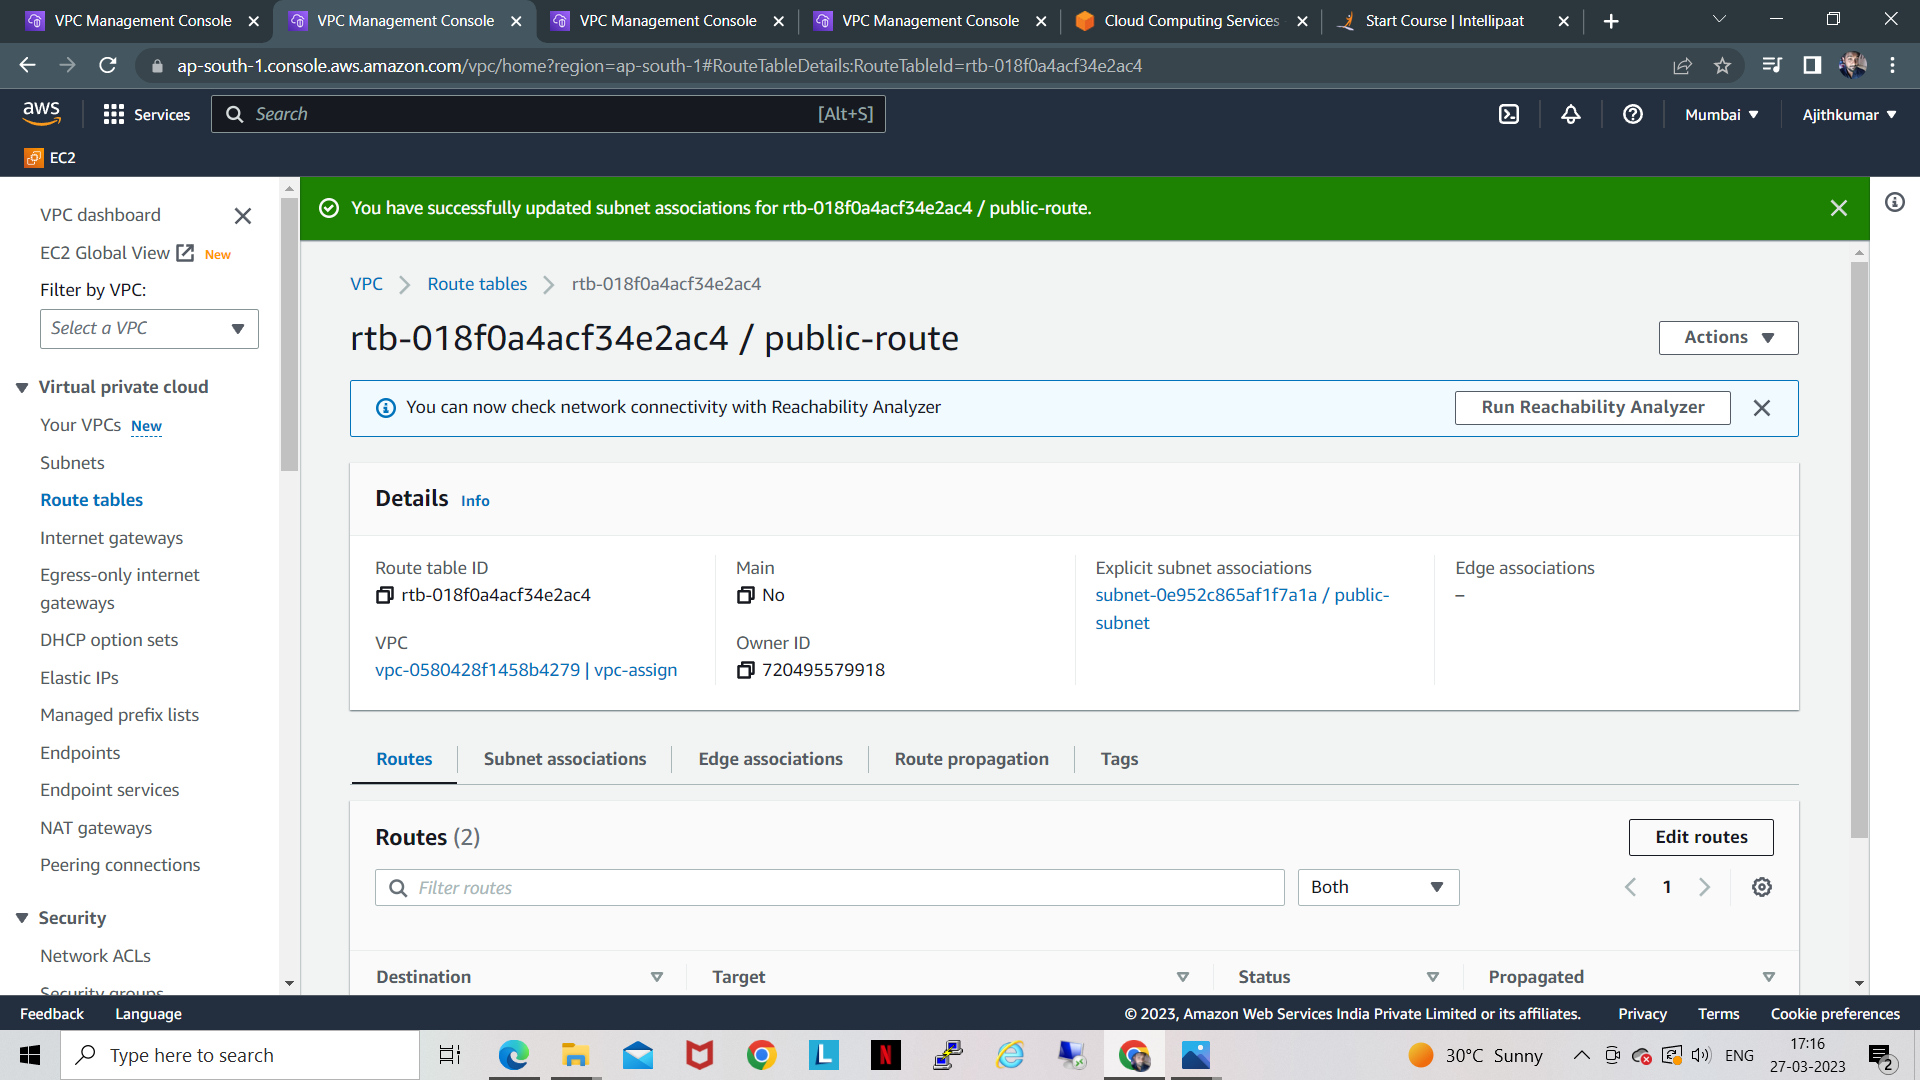 VPC Management Console
VPC Management Console
VPC Management Console
VPC Management Console
Cloud Computing Services
Start Course | Intellipaat
ap-south-1.console.aws.amazon.com/vpc/home?region=ap-south-1#RouteTableDetails:RouteTableId=rtb-018f0a4acf34e2ac4
aws
Services
Search
[Alt+S]
Mumbai
Ajithkumar
EC2
VPC dashboard
EC2 Global View New
Filter by VPC:
Select a VPC
Virtual private cloud
Your VPCs New
Subnets
Route tables
Internet gateways
Egress-only internet
gateways
DHCP option sets
Elastic IPs
Managed prefix lists
Endpoints
Endpoint services
NAT gateways
Peering connections
Security
Network ACLs
Security groups
You have successfully updated subnet associations for rtb-018f0a4acf34e2ac4 / public-route.
VPC
Route tables
rtb-018f0a4acf34e2ac4
rtb-018f0a4acf34e2ac4 / public-route
Actions
You can now check network connectivity with Reachability Analyzer
Run Reachability Analyzer
Details Info
Route table ID
rtb-018f0a4acf34e2ac4
VPC
vpc-0580428f1458b4279 | vpc-assign
Main
No
Owner ID
720495579918
Explicit subnet associations
subnet-0e952c865af1f7a1a / public-
subnet
Edge associations
–
Routes
Subnet associations
Edge associations
Route propagation
Tags
Routes (2)
Edit routes
Filter routes
Both
1
Destination
Target
Status
Propagated
Feedback
Language
© 2023, Amazon Web Services India Private Limited or its affiliates.
Privacy
Terms
Cookie preferences
Type here to search
L
N
30°C Sunny
ENG
17:16
27-03-2023
2